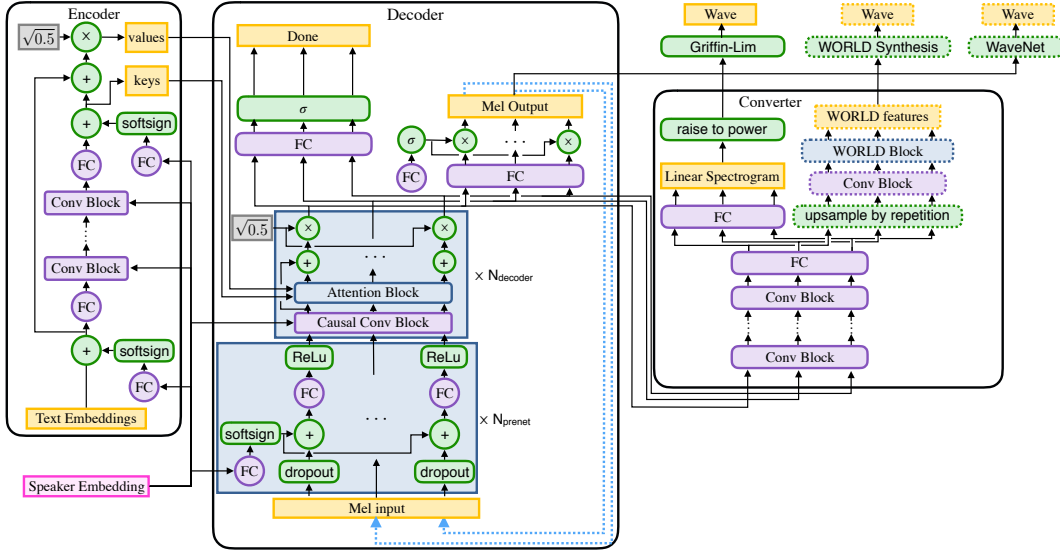 Encoder
√0.5
×
values
+
keys
+
softsign
FC
FC
Conv Block
Conv Block
FC
+
softsign
FC
Text Embeddings
Speaker Embedding
Decoder
Done
σ
FC
Mel Output
σ
×
...
×
FC
FC
√0.5
×
×
+
...
+
× Ndecoder
Attention Block
Causal Conv Block
ReLu
ReLu
FC
FC
...
× Nprenet
softsign
+
+
FC
dropout
dropout
Mel input
Wave
Wave
Wave
Griffin-Lim
WORLD Synthesis
WaveNet
Converter
raise to power
WORLD features
WORLD Block
Linear Spectrogram
Conv Block
FC
upsample by repetition
FC
Conv Block
Conv Block